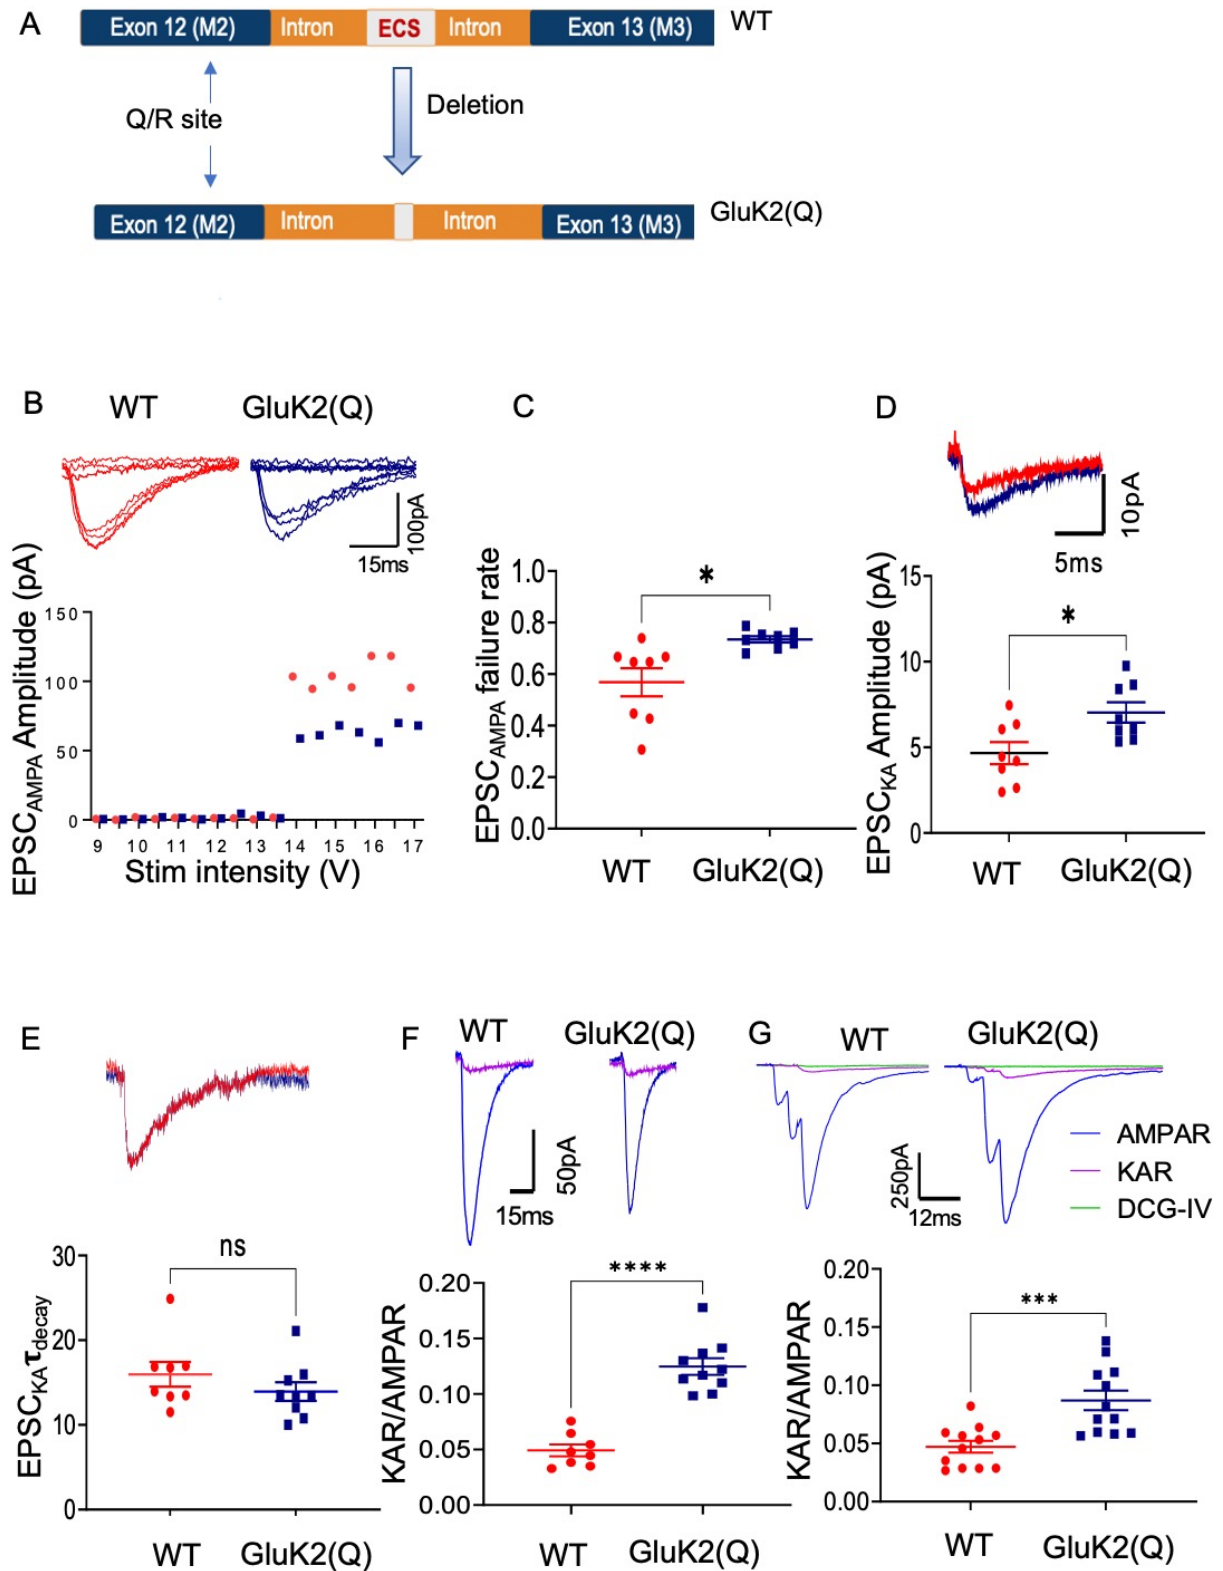 A
Exon 12 (M2) Intron ECS Intron Exon 13 (M3) WT
Q/R site
Deletion
Exon 12 (M2) Intron Intron Exon 13 (M3) GluK2(Q)
B WT GluK2(Q)
100pA
15ms
EPSCAMPA Amplitude (pA)
150
100
50
0
9 10 11 12 13 14 15 16 17
Stim intensity (V)
C
EPSCAMPA failure rate
1.0
0.8
0.6
0.4
0.2
0.0
*
WT GluK2(Q)
D
10pA
5ms
EPSCKA Amplitude (pA)
15
10
5
0
*
WT GluK2(Q)
E
EPSCKA τdecay
30
20
10
0
ns
WT GluK2(Q)
F WT GluK2(Q)
50pA
15ms
KAR/AMPAR
0.20
0.15
0.10
0.05
0.00
****
WT GluK2(Q)
G WT GluK2(Q)
AMPAR
KAR
DCG-IV
250pA
12ms
KAR/AMPAR
0.20
0.15
0.10
0.05
0.00
***
WT GluK2(Q)